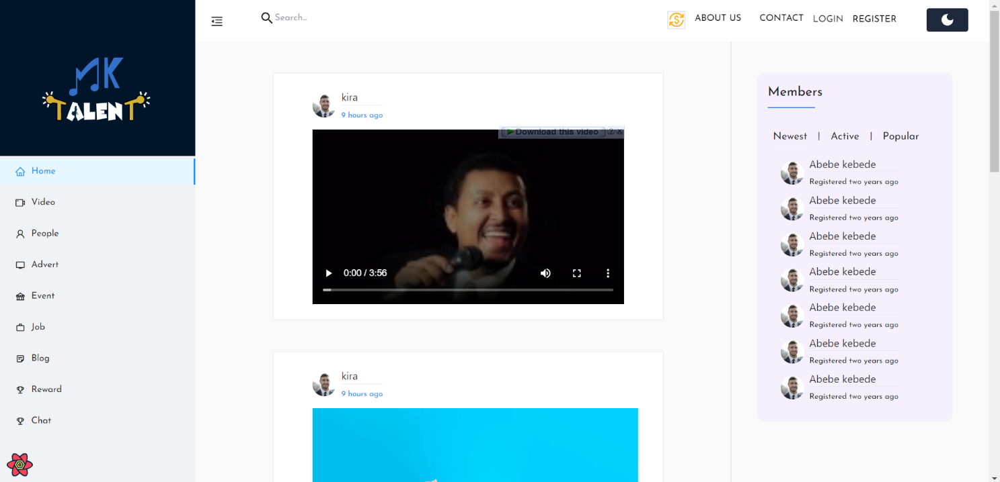 MK
TALENT
Search...
ABOUT US
CONTACT
LOGIN
REGISTER
Home
Video
People
Advert
Event
Job
Blog
Reward
Chat
kira
9 hours ago
Download this video
0:00 / 3:56
kira
9 hours ago
Members
Newest | Active | Popular
Abebe kebede
Registered two years ago
Abebe kebede
Registered two years ago
Abebe kebede
Registered two years ago
Abebe kebede
Registered two years ago
Abebe kebede
Registered two years ago
Abebe kebede
Registered two years ago
Abebe kebede
Registered two years ago